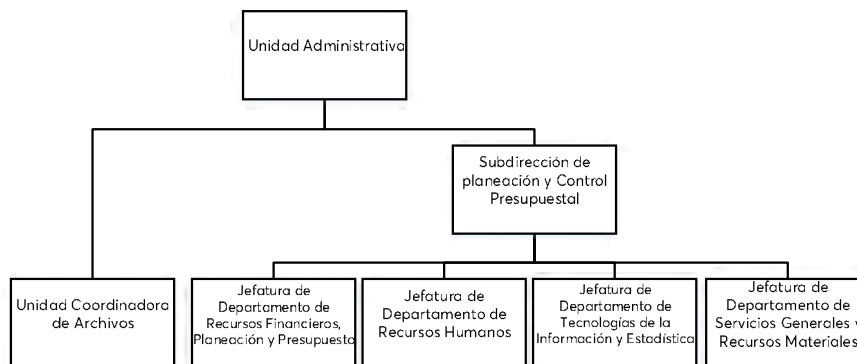 Unidad Administrativa
Subdirección de
planeación y Control
Presupuestal
Unidad Coordinadora
de Archivos
Jefatura de
Departamento de
Recursos Financieros,
Planeación y Presupuesto
Jefatura de
Departamento de
Recursos Humanos
Jefatura de
Departamento de
Tecnologías de la
Información y Estadística
Jefatura de
Departamento de
Servicios Generales y
Recursos Materiales